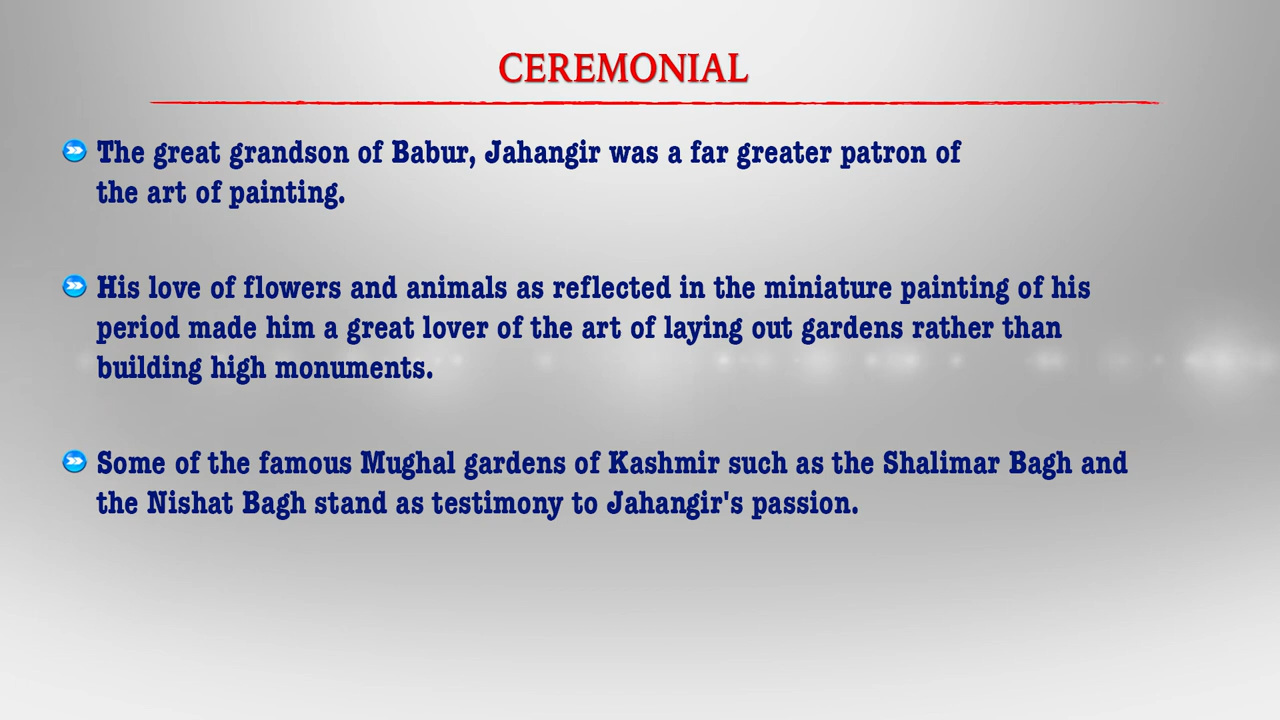 CEREMONIAL
The great grandson of Babur, Jahangir was a far greater patron of
the art of painting.
His love of flowers and animals as reflected in the miniature painting of his
period made him a great lover of the art of laying out gardens rather than
building high monuments.
Some of the famous Mughal gardens of Kashmir such as the Shalimar Bagh and
the Nishat Bagh stand as testimony to Jahangir's passion.